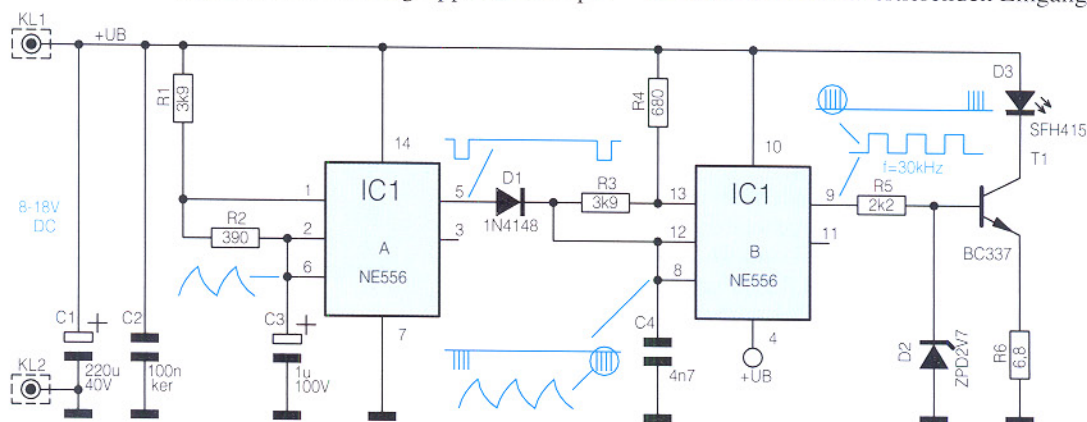 Eingang
KL1
+UB
R1
3k9
R4
680
D3
SFH415
T1
14
10
IC1
A
NE556
1
2
6
5
3
7
R2
390
D1
1N4148
R3
3k9
13
12
8
IC1
B
NE556
9
11
4
+UB
f=30kHz
R5
2k2
BC337
8-18V
DC
C1
+
220u
40V
C2
100n
ker
C3
+
1u
100V
C4
4n7
D2
ZPD2V7
R6
6,8
KL2